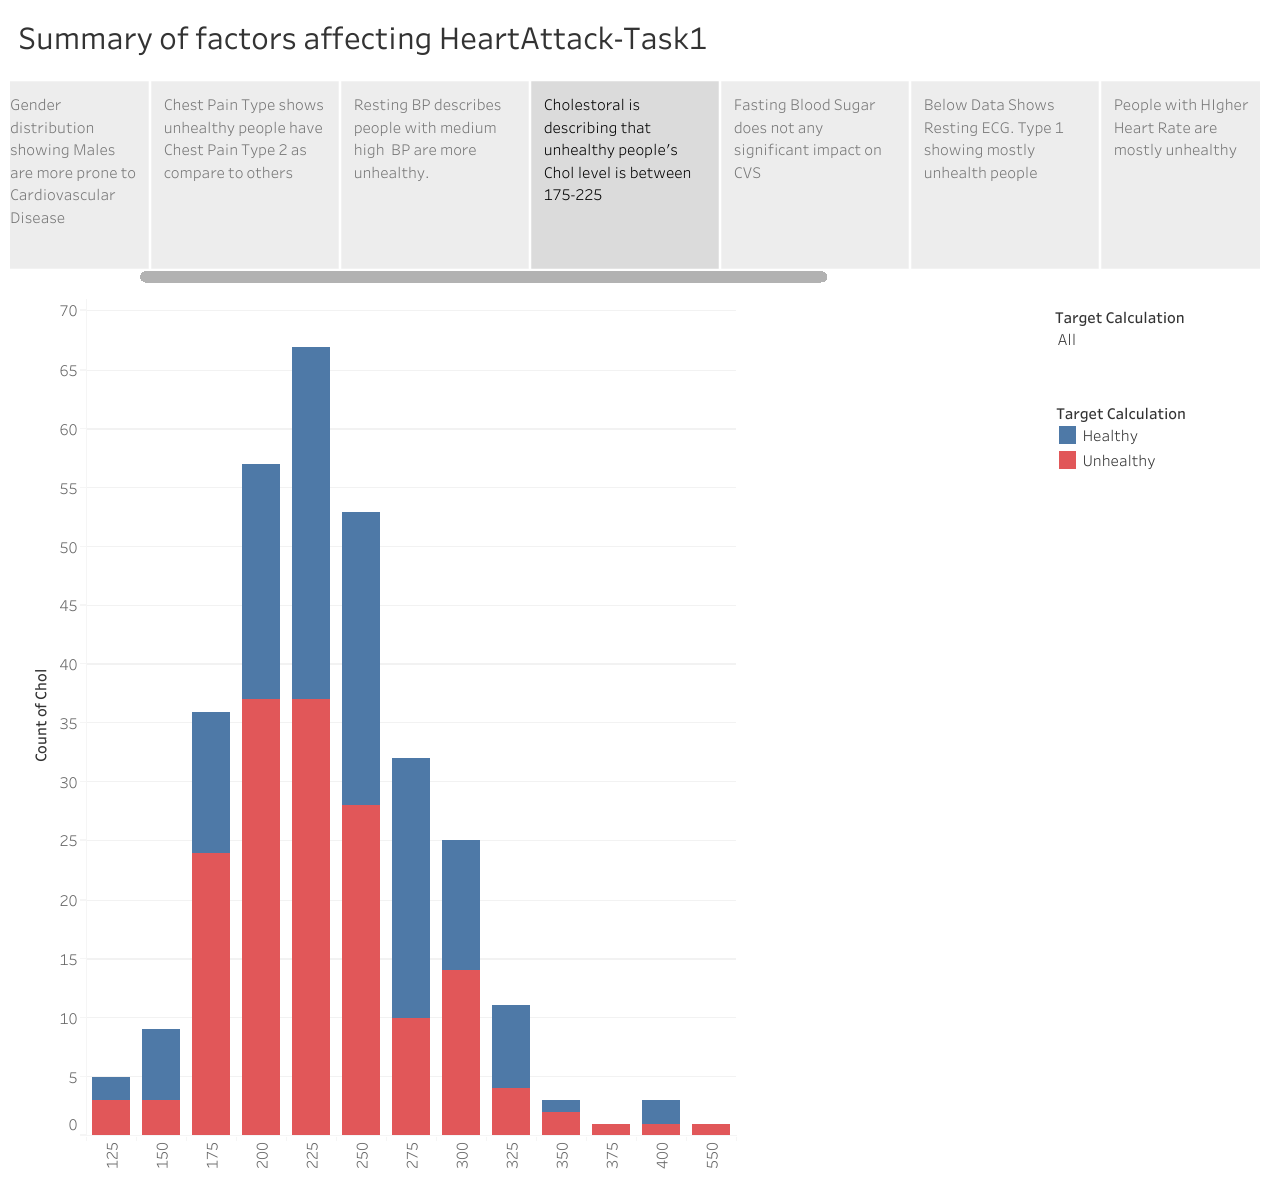 Summary of factors affecting HeartAttack-Task1
Gender
distribution
showing Males
are more prone to
Cardiovascular
Disease
Chest Pain Type shows
unhealthy people have
Chest Pain Type 2 as
compare to others
Resting BP describes
people with medium
high  BP are more
unhealthy.
Cholestoral is
describing that
unhealthy people's
Chol level is between
175-225
Fasting Blood Sugar
does not any
significant impact on
CVS
Below Data Shows
Resting ECG. Type 1
showing mostly
unhealth people
People with HIgher
Heart Rate are
mostly unhealthy
Target Calculation
All
Target Calculation
Healthy
Unhealthy
Count of Chol
70
65
60
55
50
45
40
35
30
25
20
15
10
5
0
125
150
175
200
225
250
275
300
325
350
375
400
550